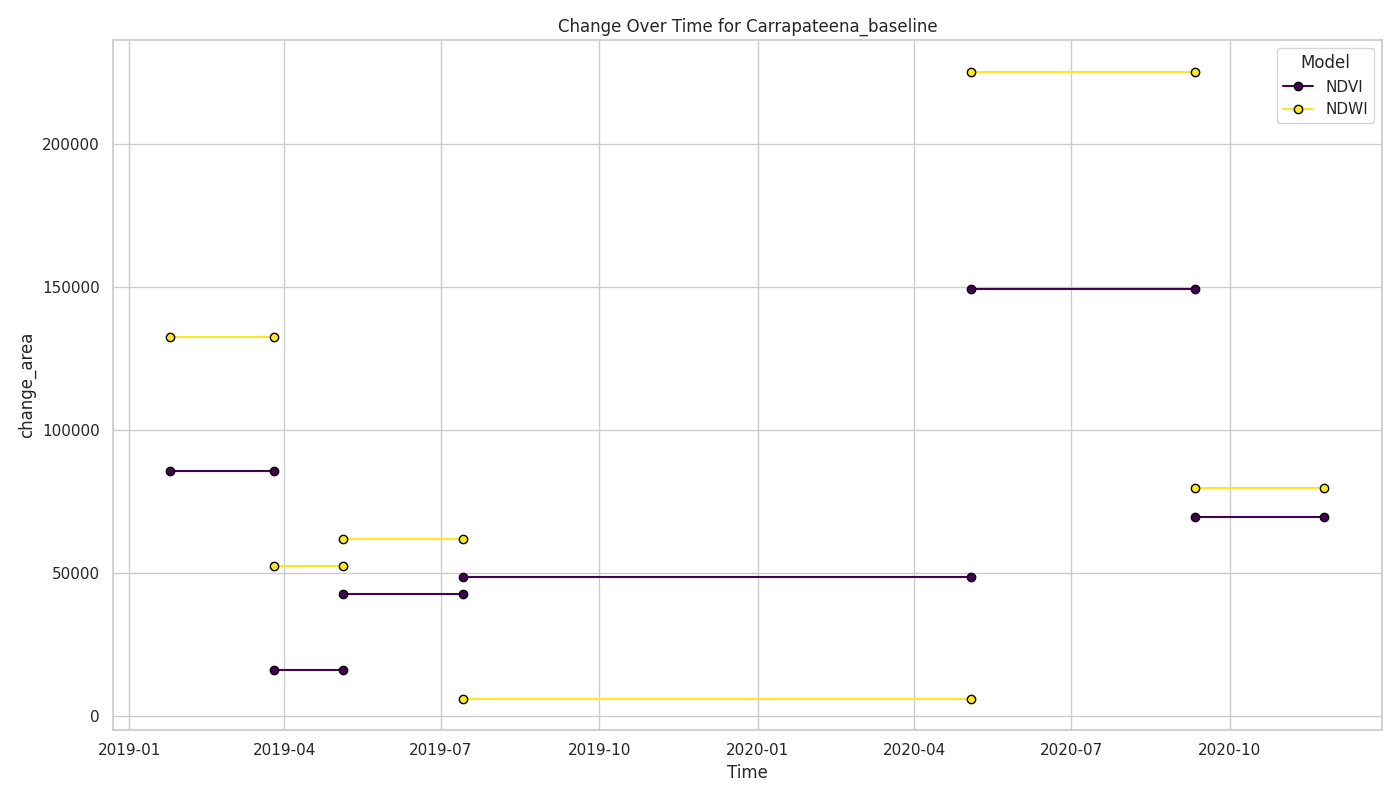 Change Over Time for Carrapateena_baseline
Model
NDVI
NDWI
change_area
200000
150000
100000
50000
0
2019-01 2019-04 2019-07 2019-10 2020-01 2020-04 2020-07 2020-10
Time